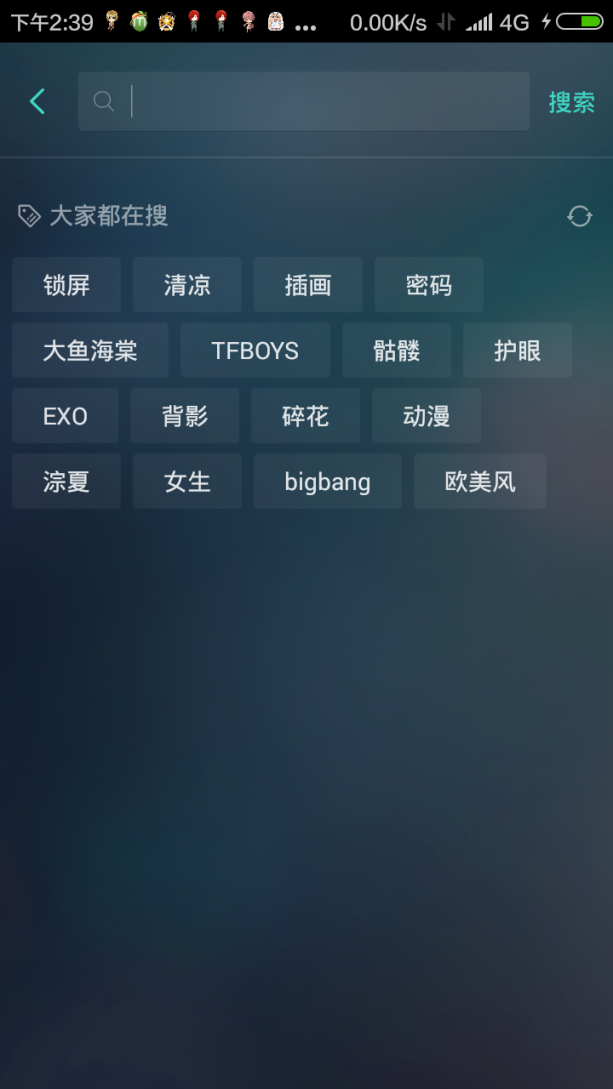 下午2:39 ... 0.00K/s 4G
搜索
大家都在搜
锁屏 清凉 插画 密码
大鱼海棠 TFBOYS 骷髅 护眼
EXO 背影 碎花 动漫
淙夏 女生 bigbang 欧美风